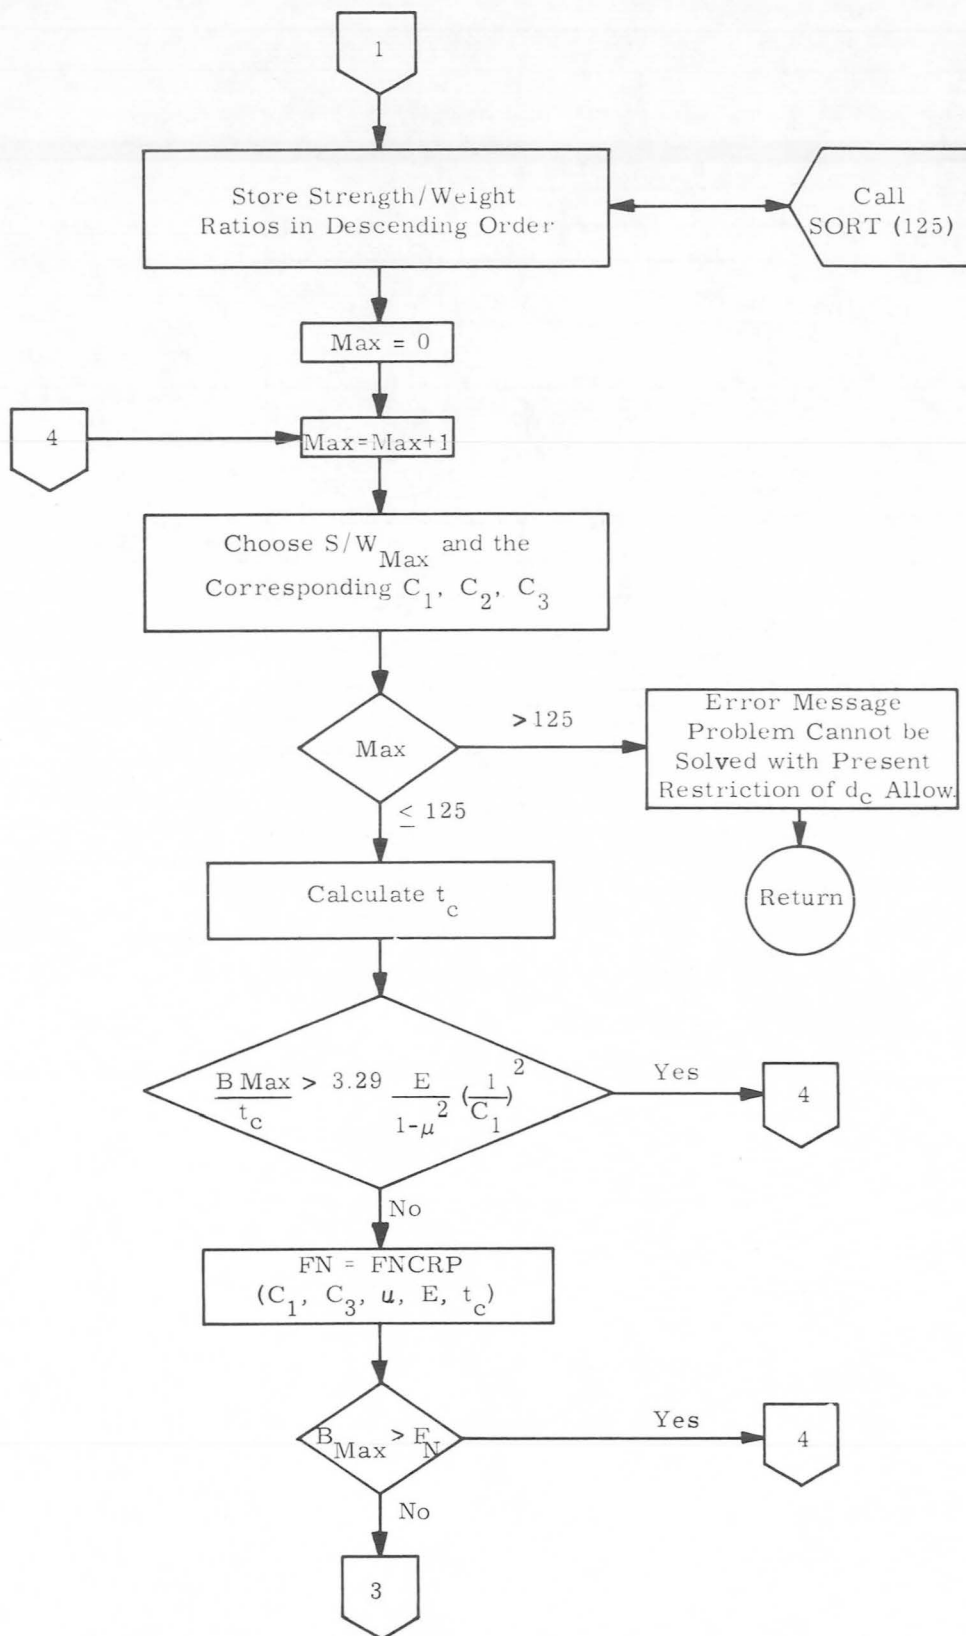 1
Store Strength/Weight
Ratios in Descending Order
Call
SORT (125)
Max = 0
4
Max=Max+1
Choose S/W_Max and the
Corresponding C_1, C_2, C_3
Max
>125
Error Message
Problem Cannot be
Solved with Present
Restriction of d_c Allow.
≤ 125
Return
Calculate t_c
B Max/t_c > 3.29 E/(1-μ^2) (1/C_1)^2
Yes
4
No
FN = FNCRP
(C_1, C_3, μ, E, t_c)
B_Max > F_N
Yes
4
No
3